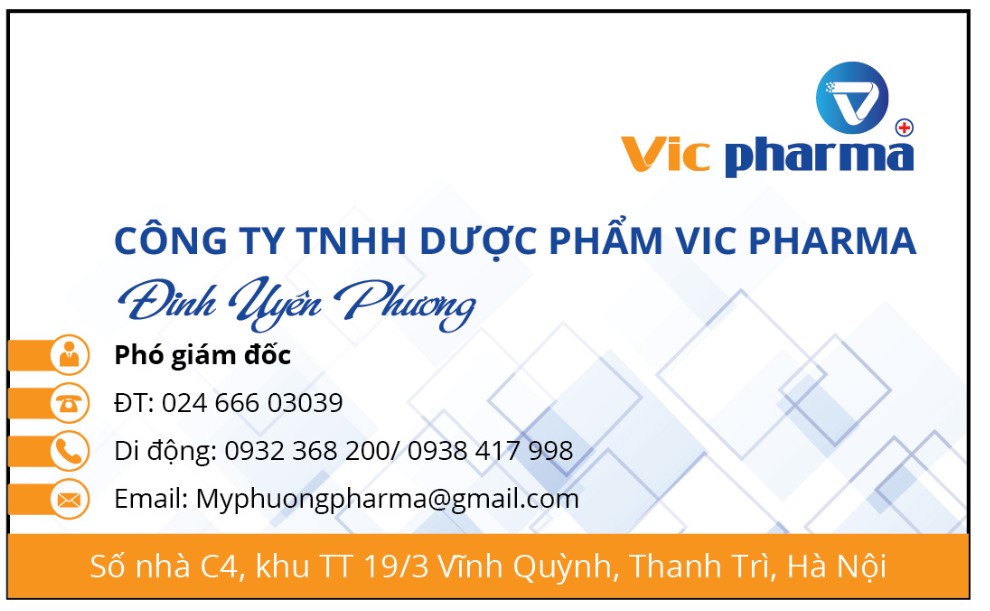 Vic pharma
CÔNG TY TNHH DƯỢC PHẨM VIC PHARMA
Đinh Uyên Phương
Phó giám đốc
ĐT: 024 666 03039
Di động: 0932 368 200/ 0938 417 998
Email: Myphuongpharma@gmail.com
Số nhà C4, khu TT 19/3 Vĩnh Quỳnh, Thanh Trì, Hà Nội